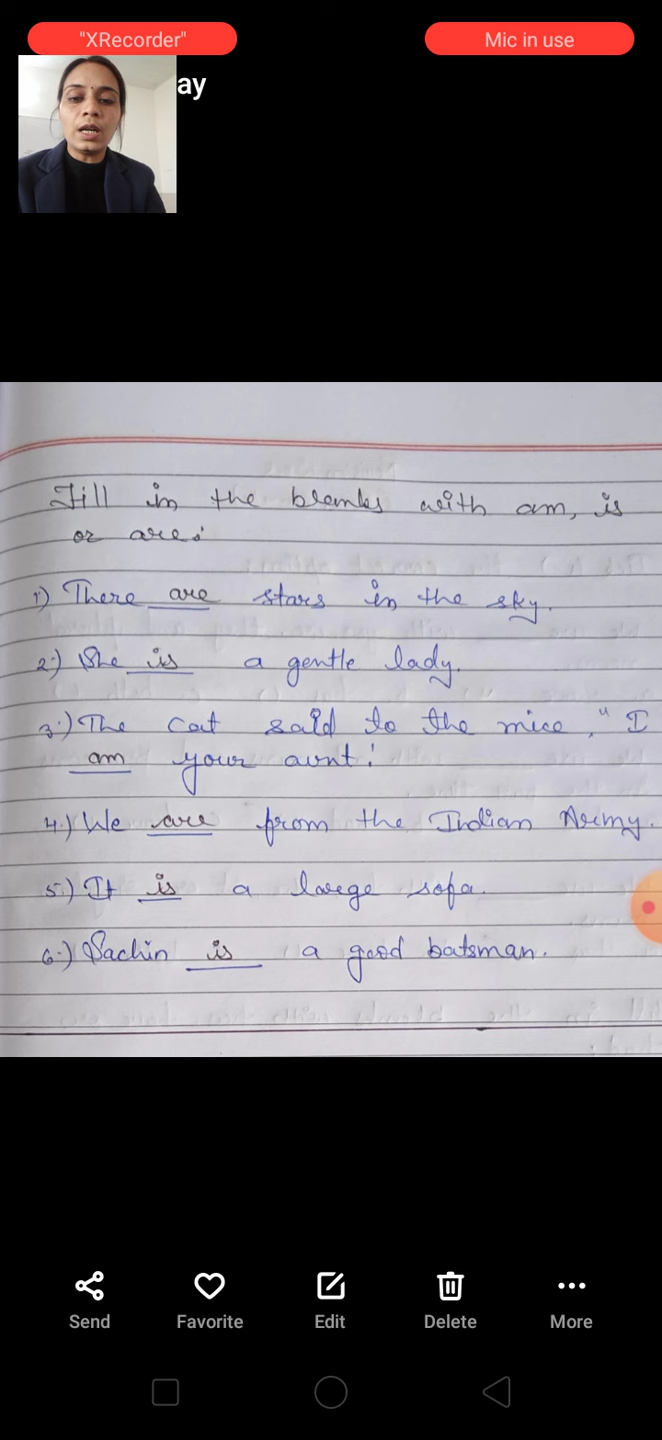 "XRecorder"
Mic in use
ay
Fill in the blanks with am, is
or are:
1) There are stars in the sky.
2.) She is a gentle lady.
3.) The cat said to the mice, "I
am your aunt!
4.) We are from the Indian Army.
5.) It is a large sofa.
6.) Sachin is a good batsman.
Send
Favorite
Edit
Delete
More